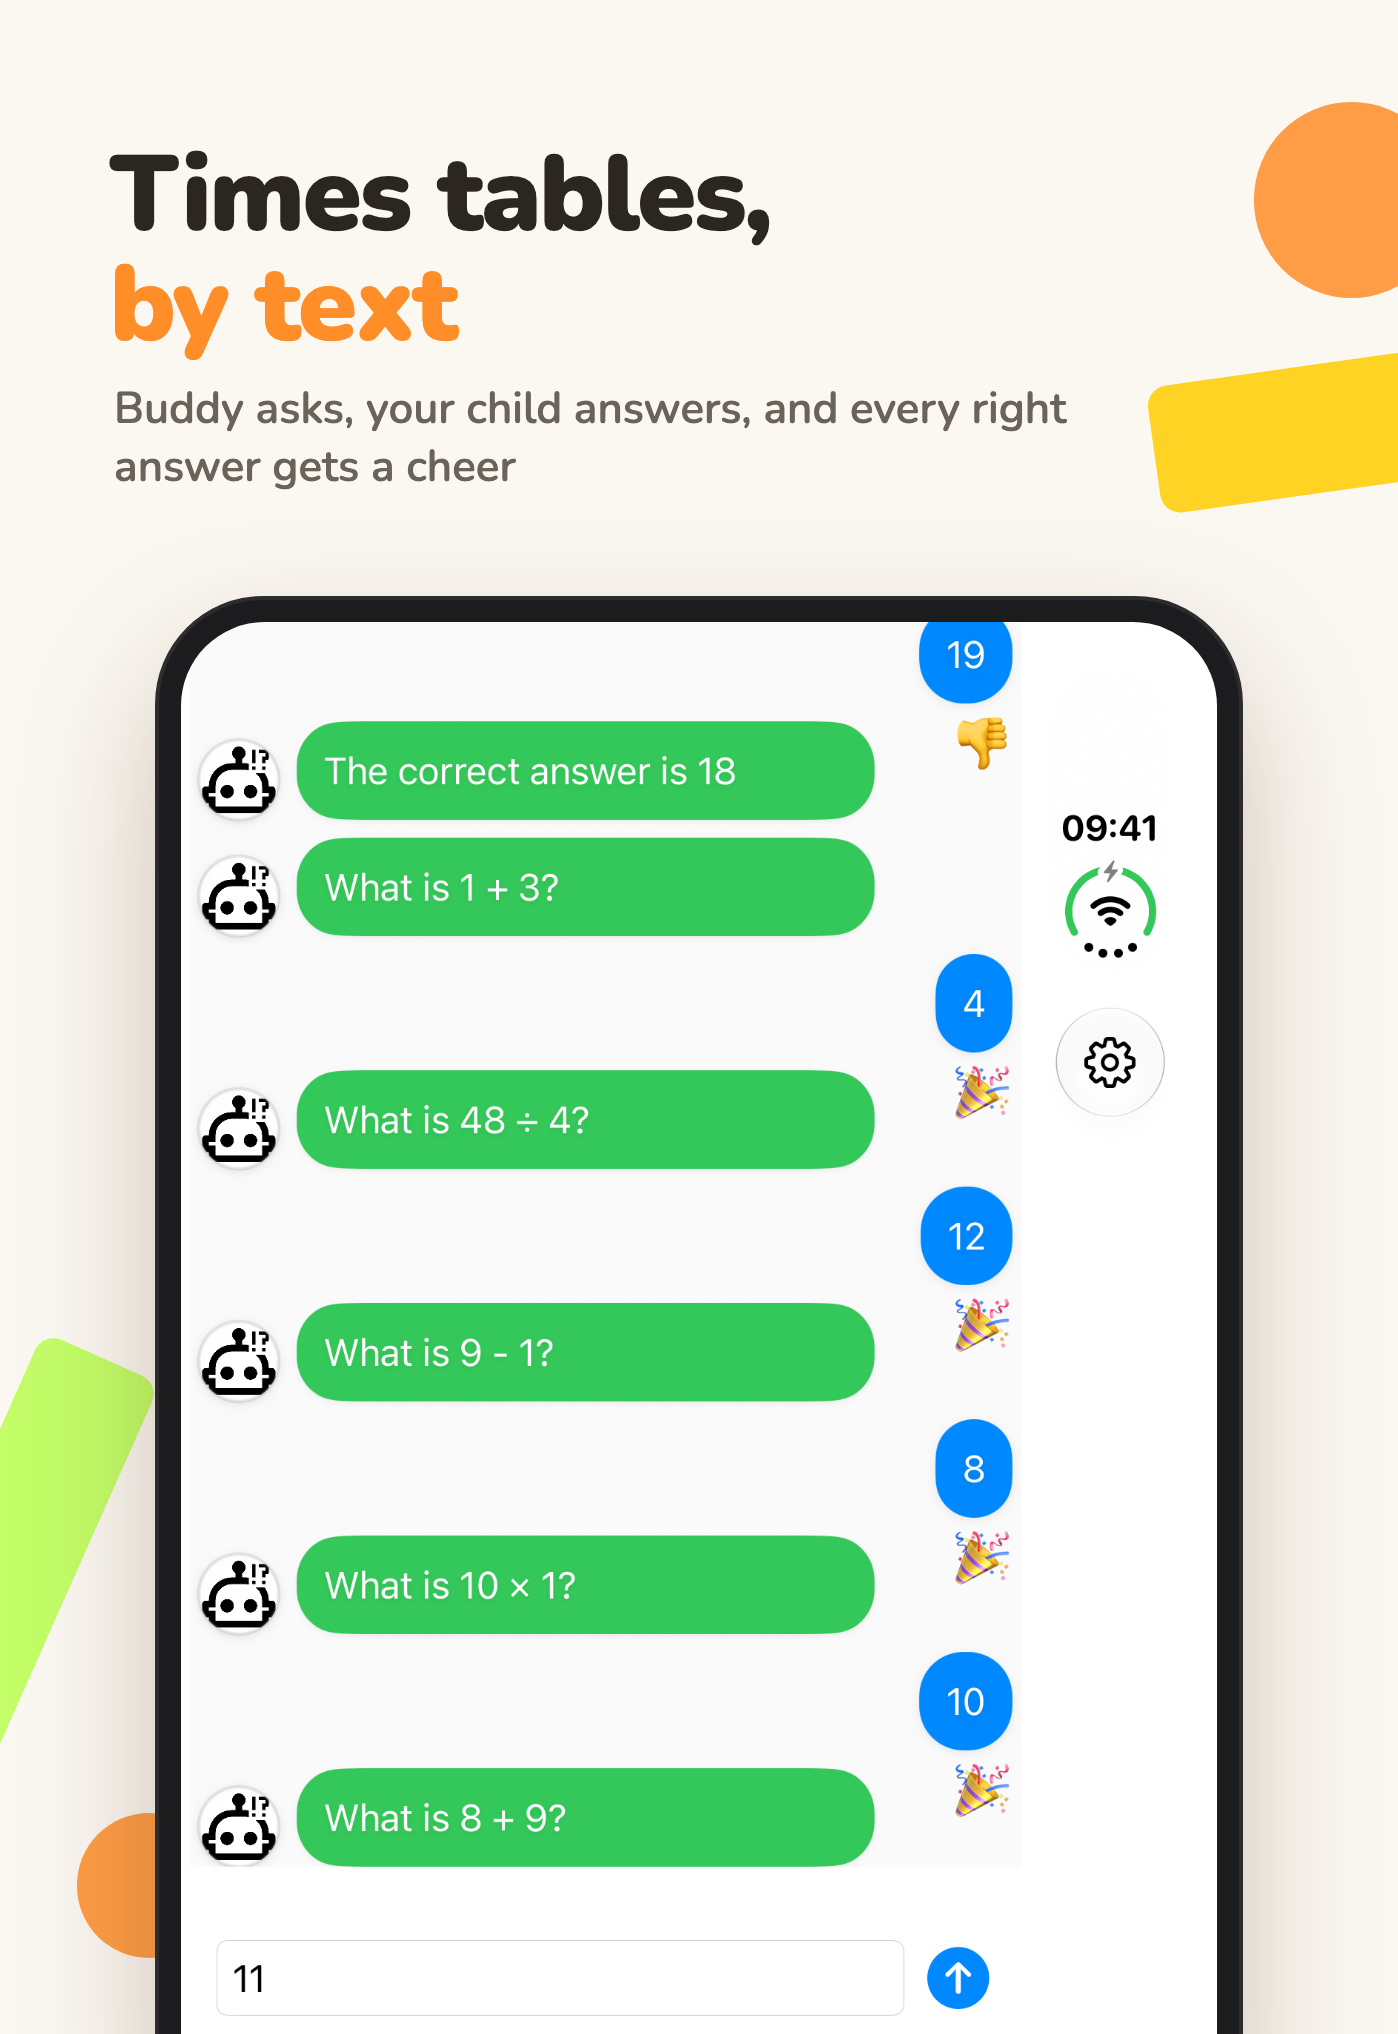 Times tables,
by text
Buddy asks, your child answers, and every right
answer gets a cheer
19
The correct answer is 18
09:41
What is 1 + 3?
4
What is 48 ÷ 4?
12
What is 9 - 1?
8
What is 10 × 1?
10
What is 8 + 9?
11